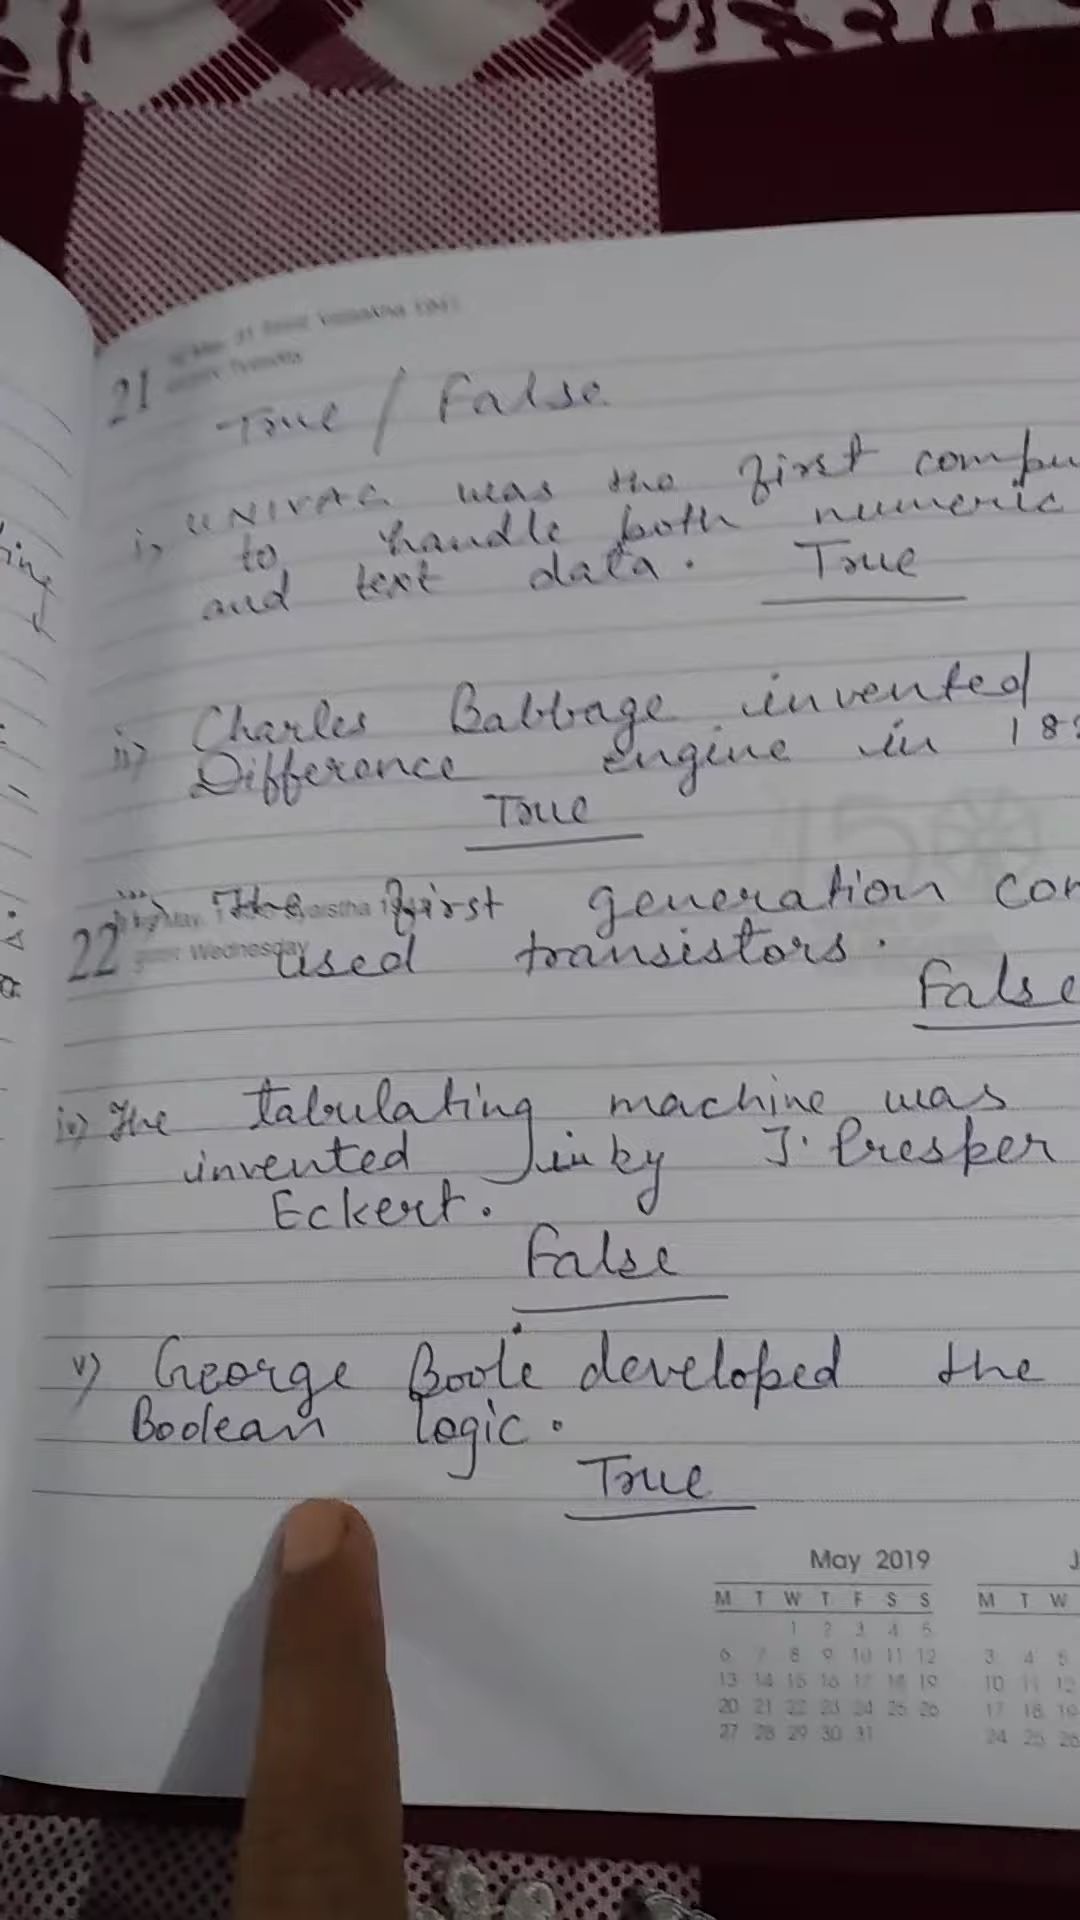 21
True / False
i) UNIVAC was the first compu
to handle both numeric
and text data. True
ii) Charles Babbage invented
Difference Engine in 18
True
iii) The first generation com
22 Wednesday used transistors.
False
iv) The tabulating machine was
invented by J. Presper
Eckert.
False
v) George Boole developed the
Boolean logic.
True
May 2019 J
M T W T F S S M T W
1 2 3 4 5
6 7 8 9 10 11 12 3 4 5
13 14 15 16 17 18 19 10 11 12
20 21 22 23 24 25 26 17 18 19
27 28 29 30 31 24 25 26